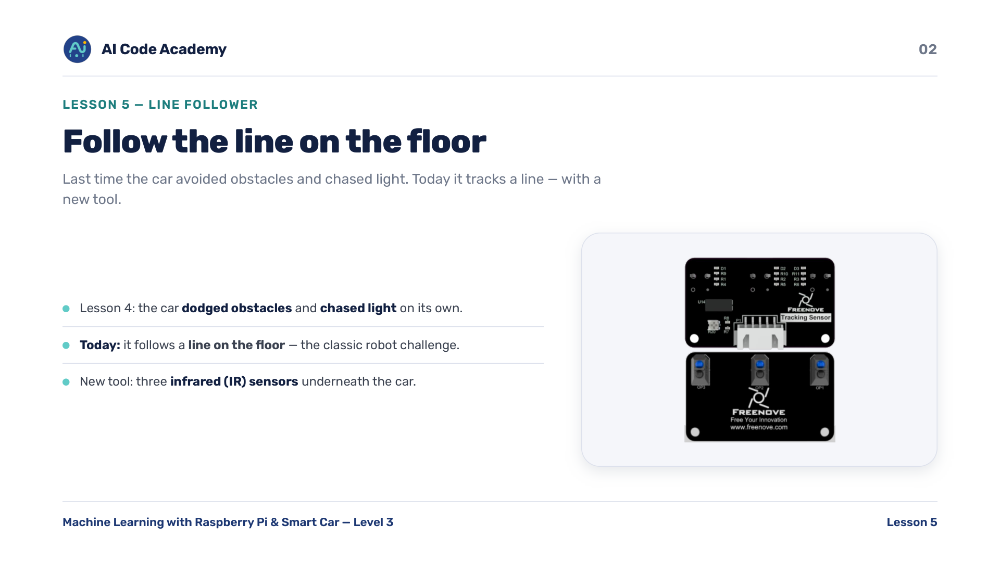 AI Code Academy
02
LESSON 5 — LINE FOLLOWER
Follow the line on the floor
Last time the car avoided obstacles and chased light. Today it tracks a line — with a
new tool.
Lesson 4: the car dodged obstacles and chased light on its own.
Today: it follows a line on the floor — the classic robot challenge.
New tool: three infrared (IR) sensors underneath the car.
D1
R9
R1
R4
D2 D3
R10 R11
R2 R3
R5 R6
U14
FREENOVE
Tracking Sensor
R8
P1
R20 R7
OP3 OP2 OP1
FREENOVE
Free Your Innovation
www.freenove.com
Machine Learning with Raspberry Pi & Smart Car — Level 3
Lesson 5